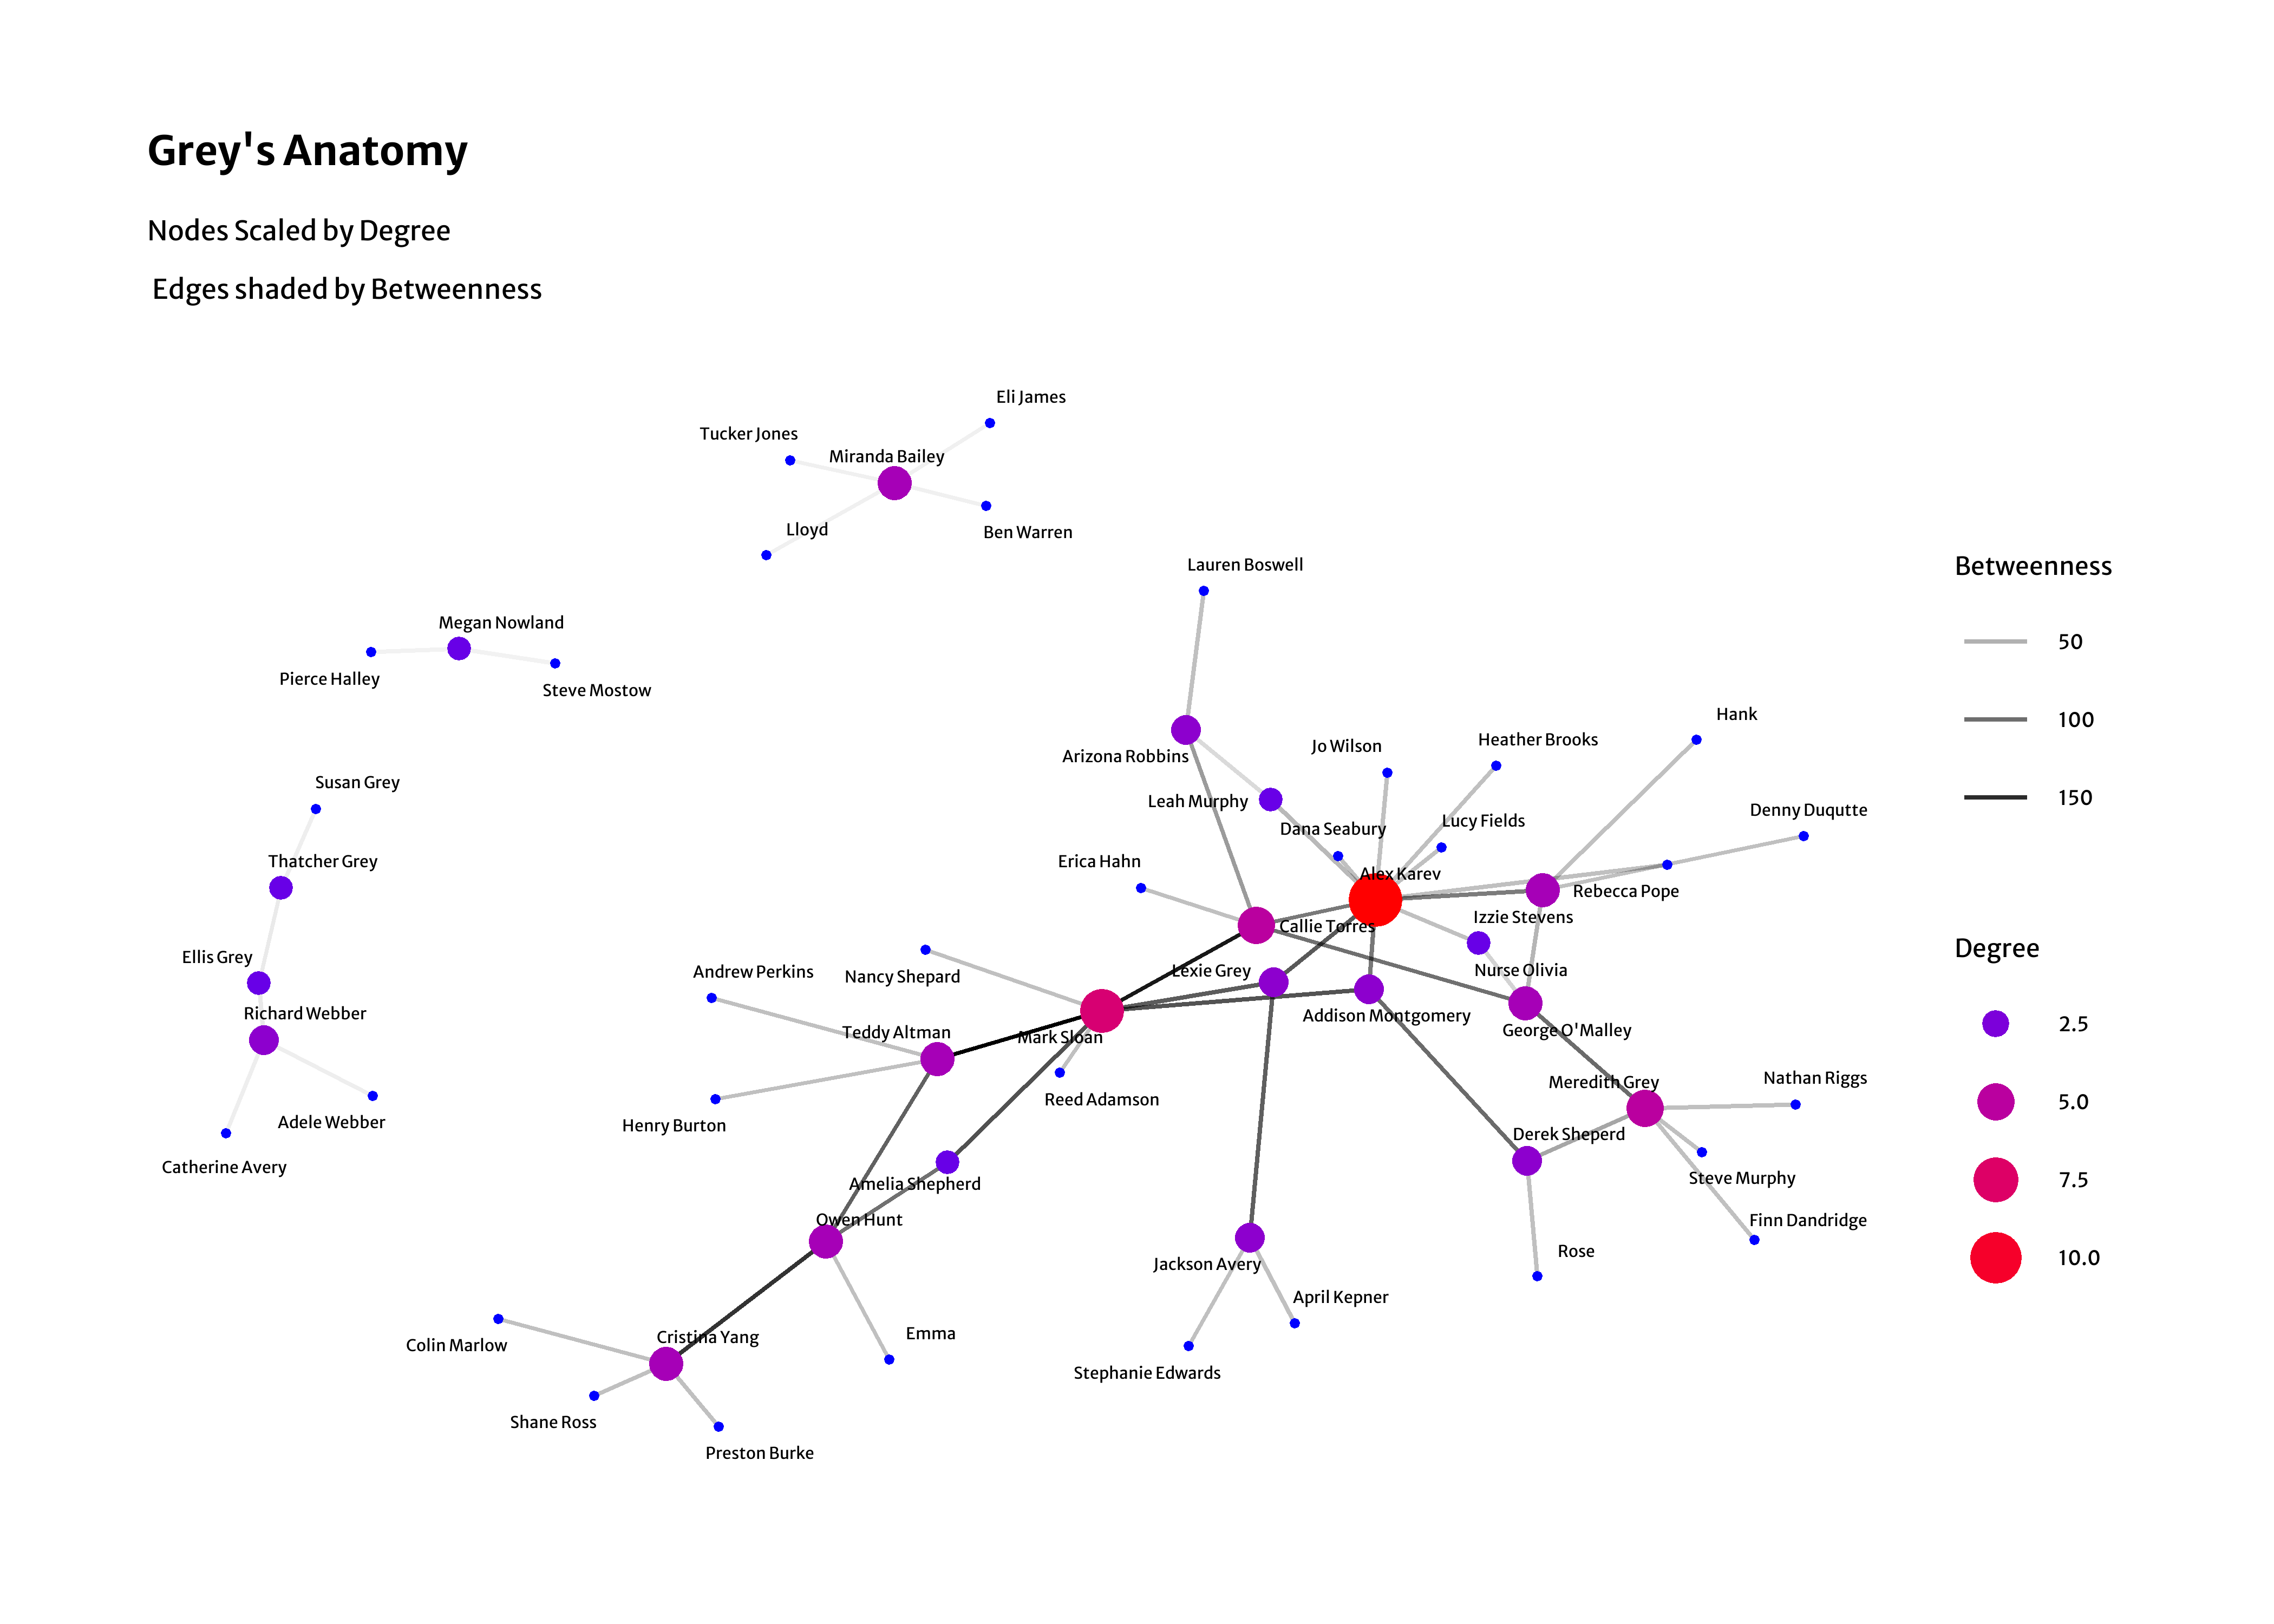 Grey's Anatomy
Nodes Scaled by Degree
Edges shaded by Betweenness
Eli James
Tucker Jones
Miranda Bailey
Lloyd
Ben Warren
Lauren Boswell
Betweenness
50
100
150
Megan Nowland
Pierce Halley
Steve Mostow
Hank
Heather Brooks
Jo Wilson
Arizona Robbins
Susan Grey
Leah Murphy
Denny Duqutte
Lucy Fields
Dana Seabury
Thatcher Grey
Erica Hahn
Alex Karev
Rebecca Pope
Izzie Stevens
Callie Torres
Degree
2.5
5.0
7.5
10.0
Ellis Grey
Andrew Perkins
Nancy Shepard
Lexie Grey
Nurse Olivia
Richard Webber
Addison Montgomery
Teddy Altman
Mark Sloan
George O'Malley
Meredith Grey
Nathan Riggs
Reed Adamson
Adele Webber
Henry Burton
Derek Sheperd
Catherine Avery
Steve Murphy
Amelia Shepherd
Owen Hunt
Finn Dandridge
Rose
Jackson Avery
April Kepner
Emma
Cristina Yang
Colin Marlow
Stephanie Edwards
Shane Ross
Preston Burke